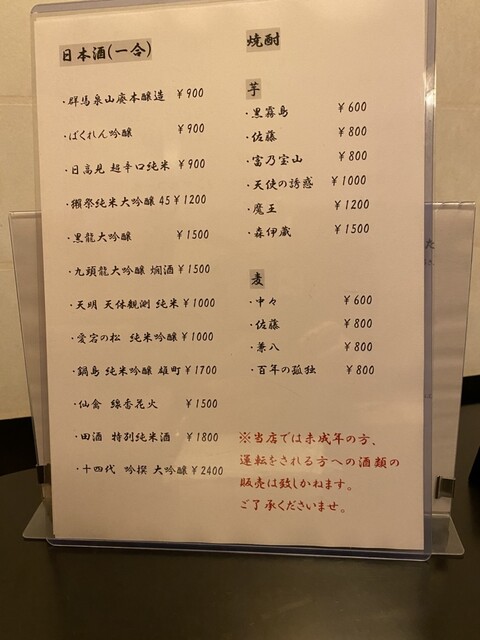 日本酒(一合)
・群馬泉山廃本醸造 ¥900
・ばくれん吟醸 ¥900
・日高見 超辛口純米 ¥900
・獺祭純米大吟醸 45 ¥1200
・黒龍大吟醸 ¥1500
・九頭龍大吟醸 燗酒 ¥1500
・天明 天体観測 純米 ¥1000
・愛宕の松 純米吟醸 ¥1000
・鍋島 純米吟醸 雄町 ¥1700
・仙禽 線香花火 ¥1500
・田酒 特別純米酒 ¥1800
・十四代 吟撰 大吟醸 ¥2400
焼酎
芋
・黒霧島 ¥600
・佐藤 ¥800
・富乃宝山 ¥800
・天使の誘惑 ¥1000
・魔王 ¥1200
・森伊蔵 ¥1500
麦
・中々 ¥600
・佐藤 ¥800
・兼八 ¥800
・百年の孤独 ¥800
※当店では未成年の方、
運転をされる方への酒類の
販売は致しかねます。
ご了承くださいませ。